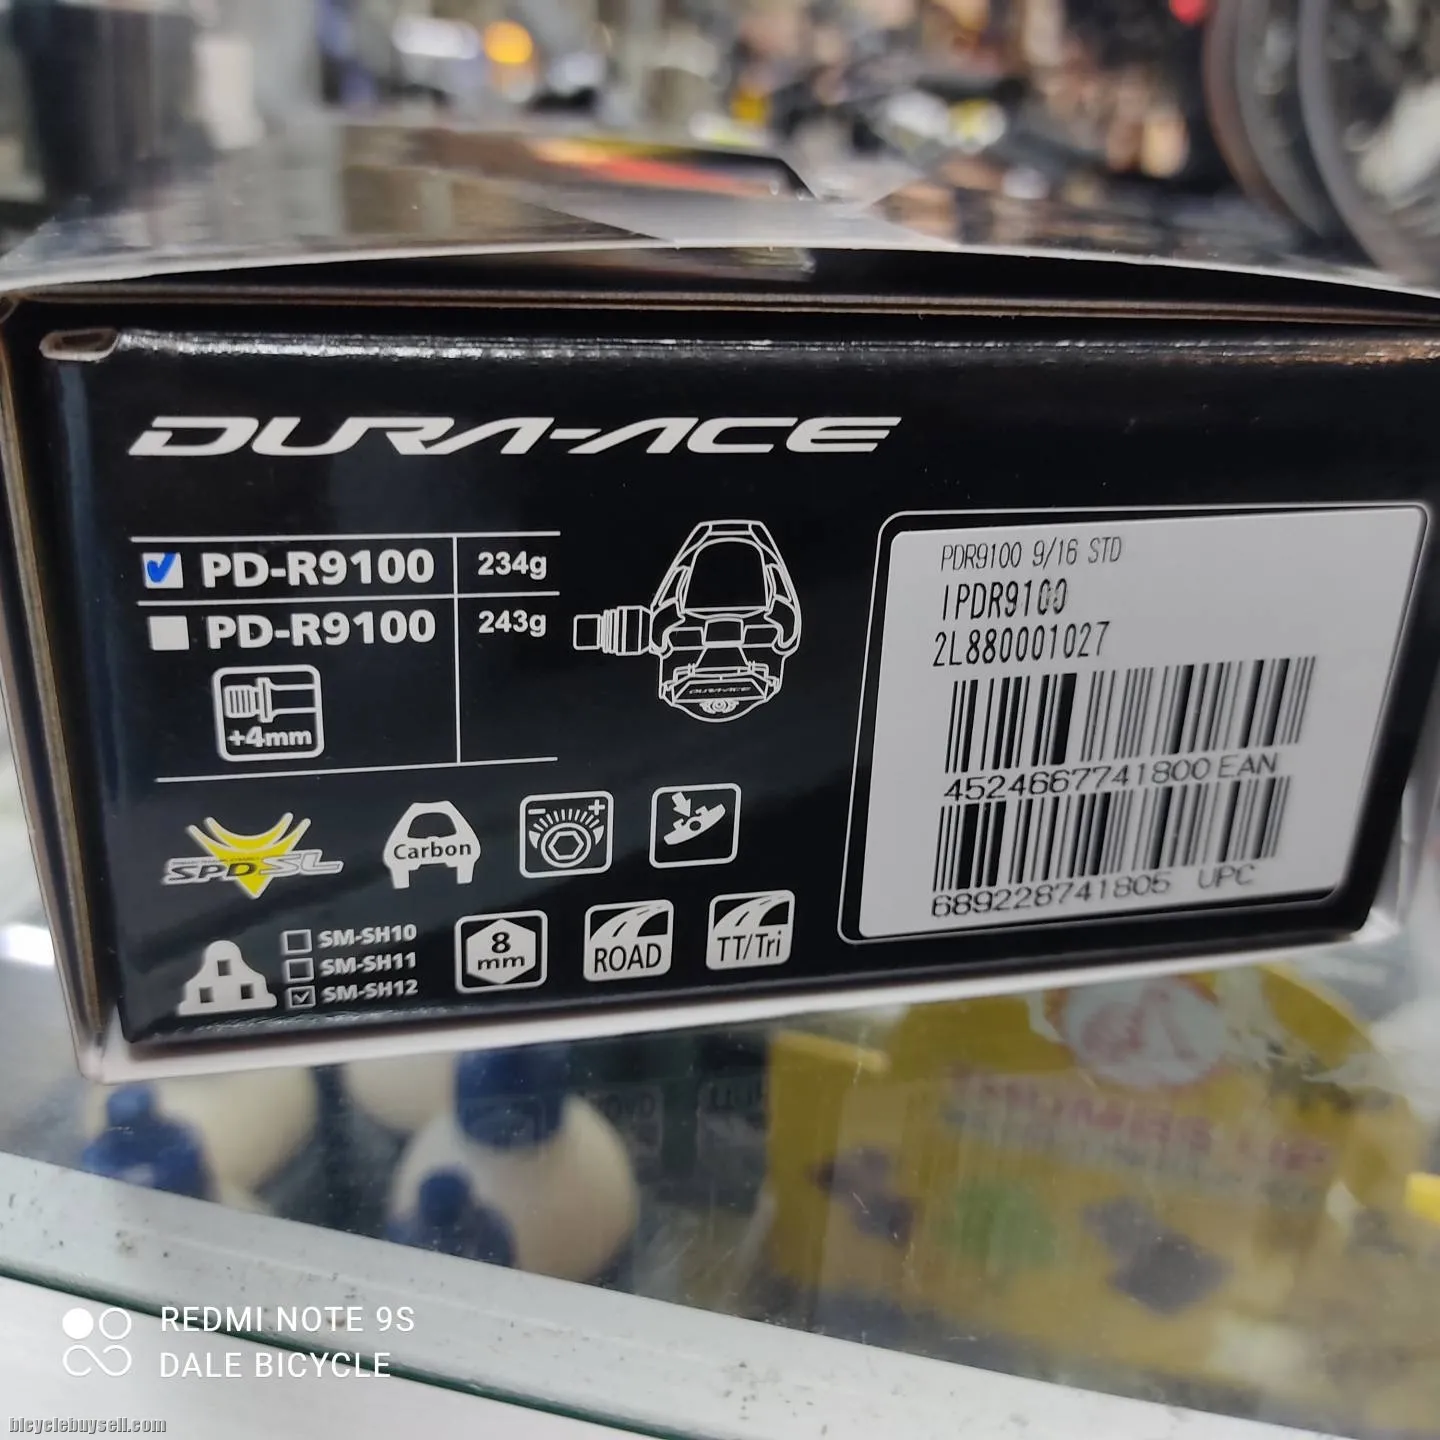 DURA-ACE
PD-R9100 234g
PD-R9100 243g
+4mm
DURA-ACE
SPD-SL
Carbon
- +
SM-SH10
SM-SH11
SM-SH12
8
mm
ROAD
TT/Tri
PDR9100 9/16 STD
IPDR9100
2L880001027
4524667741800 EAN
689228741805 UPC
REDMI NOTE 9S
DALE BICYCLE
bicyclebuysell.com